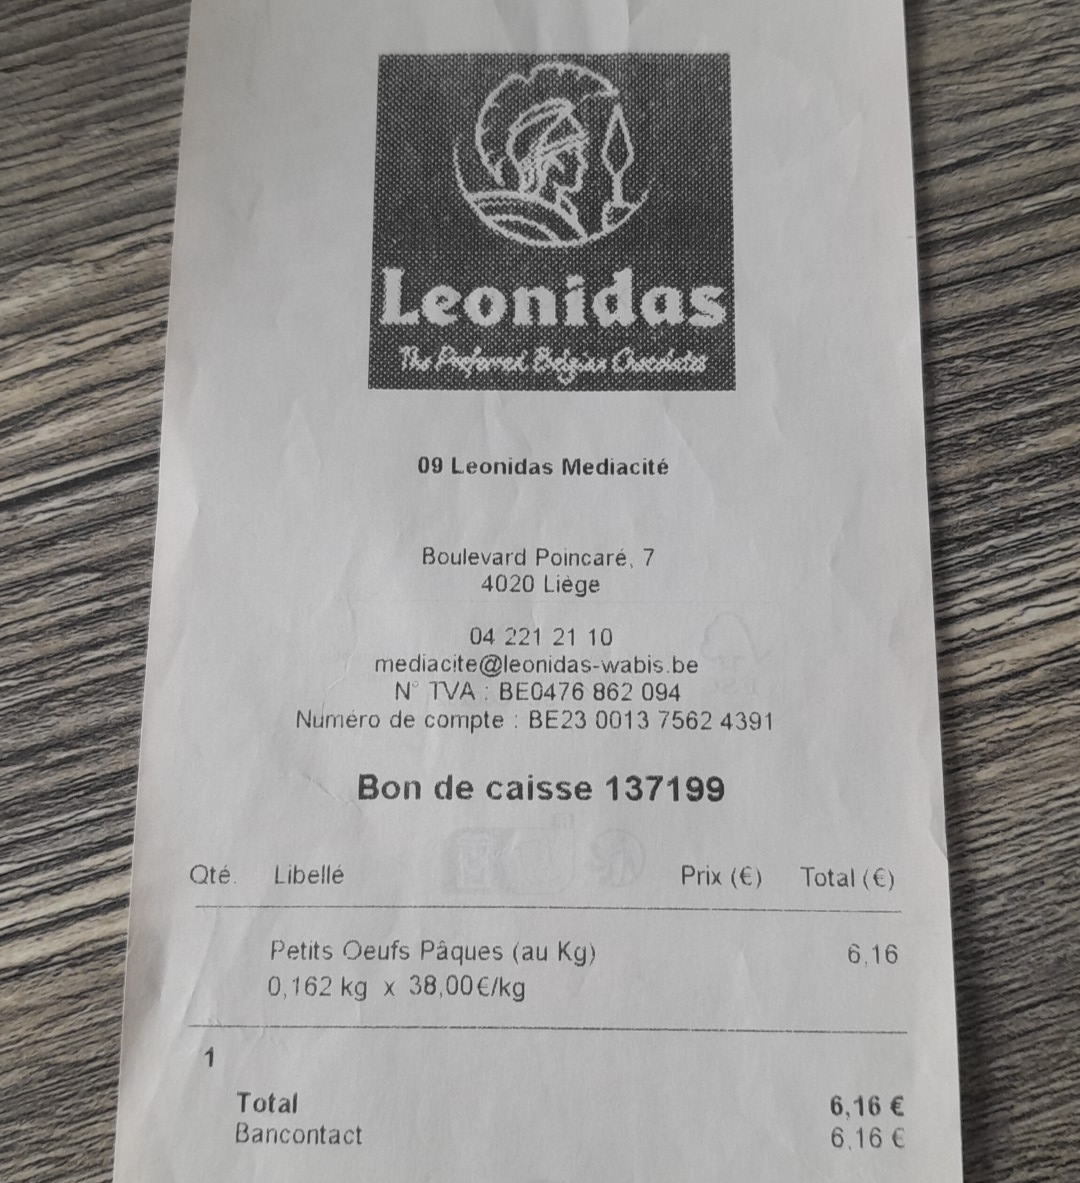 Leonidas
The Preferred Belgian Chocolates
09 Leonidas Mediacité
Boulevard Poincaré, 7
4020 Liège
04 221 21 10
mediacite@leonidas-wabis.be
N° TVA : BE0476 862 094
Numéro de compte : BE23 0013 7562 4391
Bon de caisse 137199
Qté. Libellé Prix (€) Total (€)
Petits Oeufs Pâques (au Kg) 6,16
0,162 kg x 38,00€/kg
1
Total 6,16 €
Bancontact 6,16 €